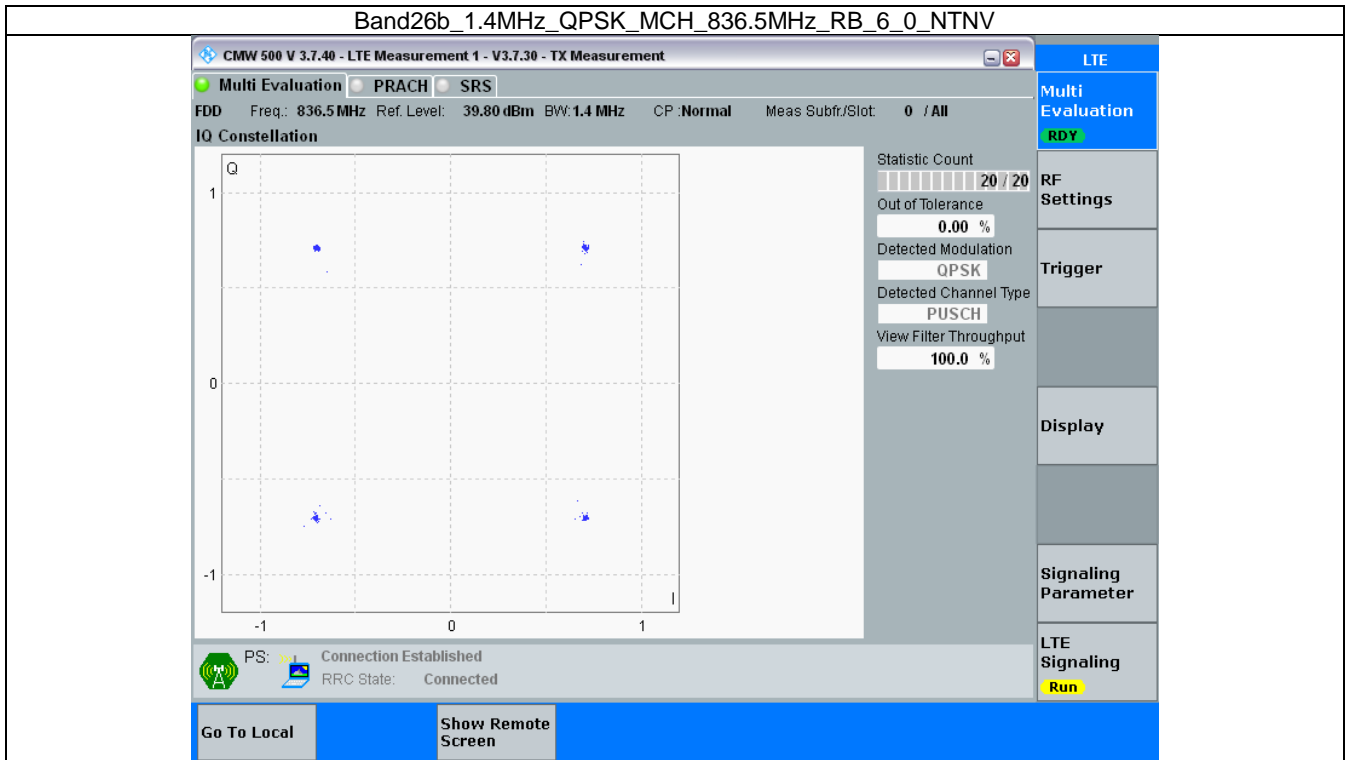 Band26b_1.4MHz_QPSK_MCH_836.5MHz_RB_6_0_NTNV
CMW 500 V 3.7.40 - LTE Measurement 1 - V3.7.30 - TX Measurement
LTE
Multi Evaluation PRACH SRS
Multi
Evaluation
RDY
FDD Freq.: 836.5 MHz Ref. Level: 39.80 dBm BW: 1.4 MHz CP : Normal Meas Subfr./Slot: 0 / All
IQ Constellation
Q
1
0
-1
I
-1 0 1
Statistic Count
20 / 20
Out of Tolerance
0.00 %
Detected Modulation
QPSK
Detected Channel Type
PUSCH
View Filter Throughput
100.0 %
RF
Settings
Trigger
Display
Signaling
Parameter
LTE
Signaling
Run
PS: Connection Established
RRC State: Connected
Go To Local
Show Remote
Screen